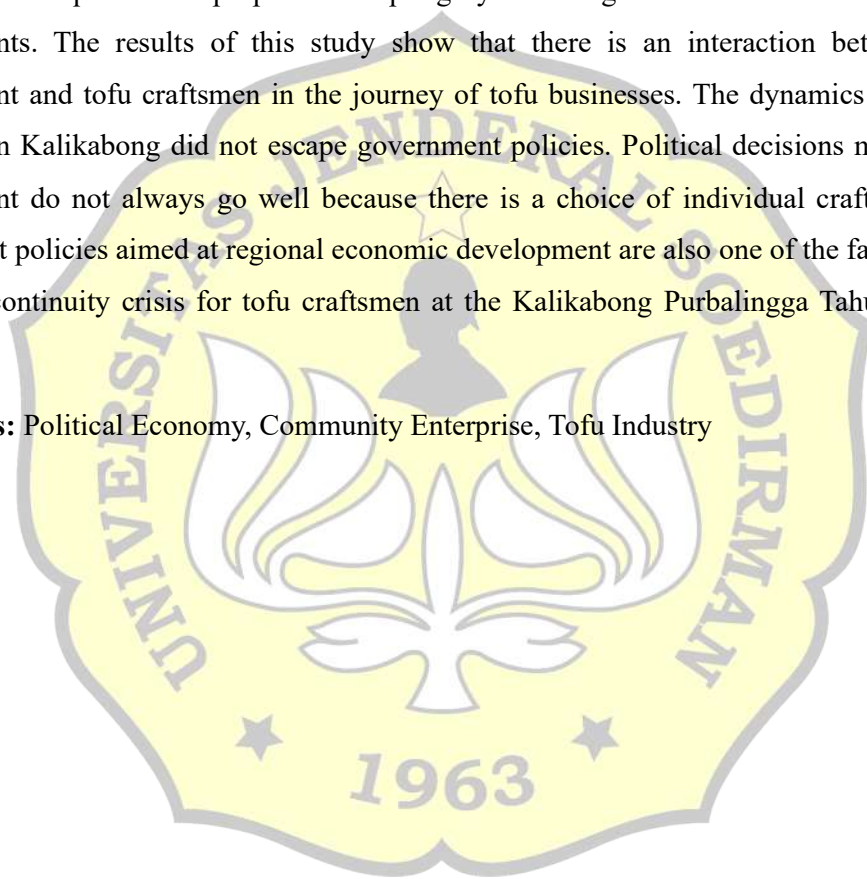 nts. The results of this study show that there is an interaction bet
nt and tofu craftsmen in the journey of tofu businesses. The dynamics
n Kalikabong did not escape government policies. Political decisions m
nt do not always go well because there is a choice of individual craft
t policies aimed at regional economic development are also one of the fa
continuity crisis for tofu craftsmen at the Kalikabong Purbalingga Tahu
s: Political Economy, Community Enterprise, Tofu Industry
UNIVERSITAS JENDERAL SOEDIRMAN
1963